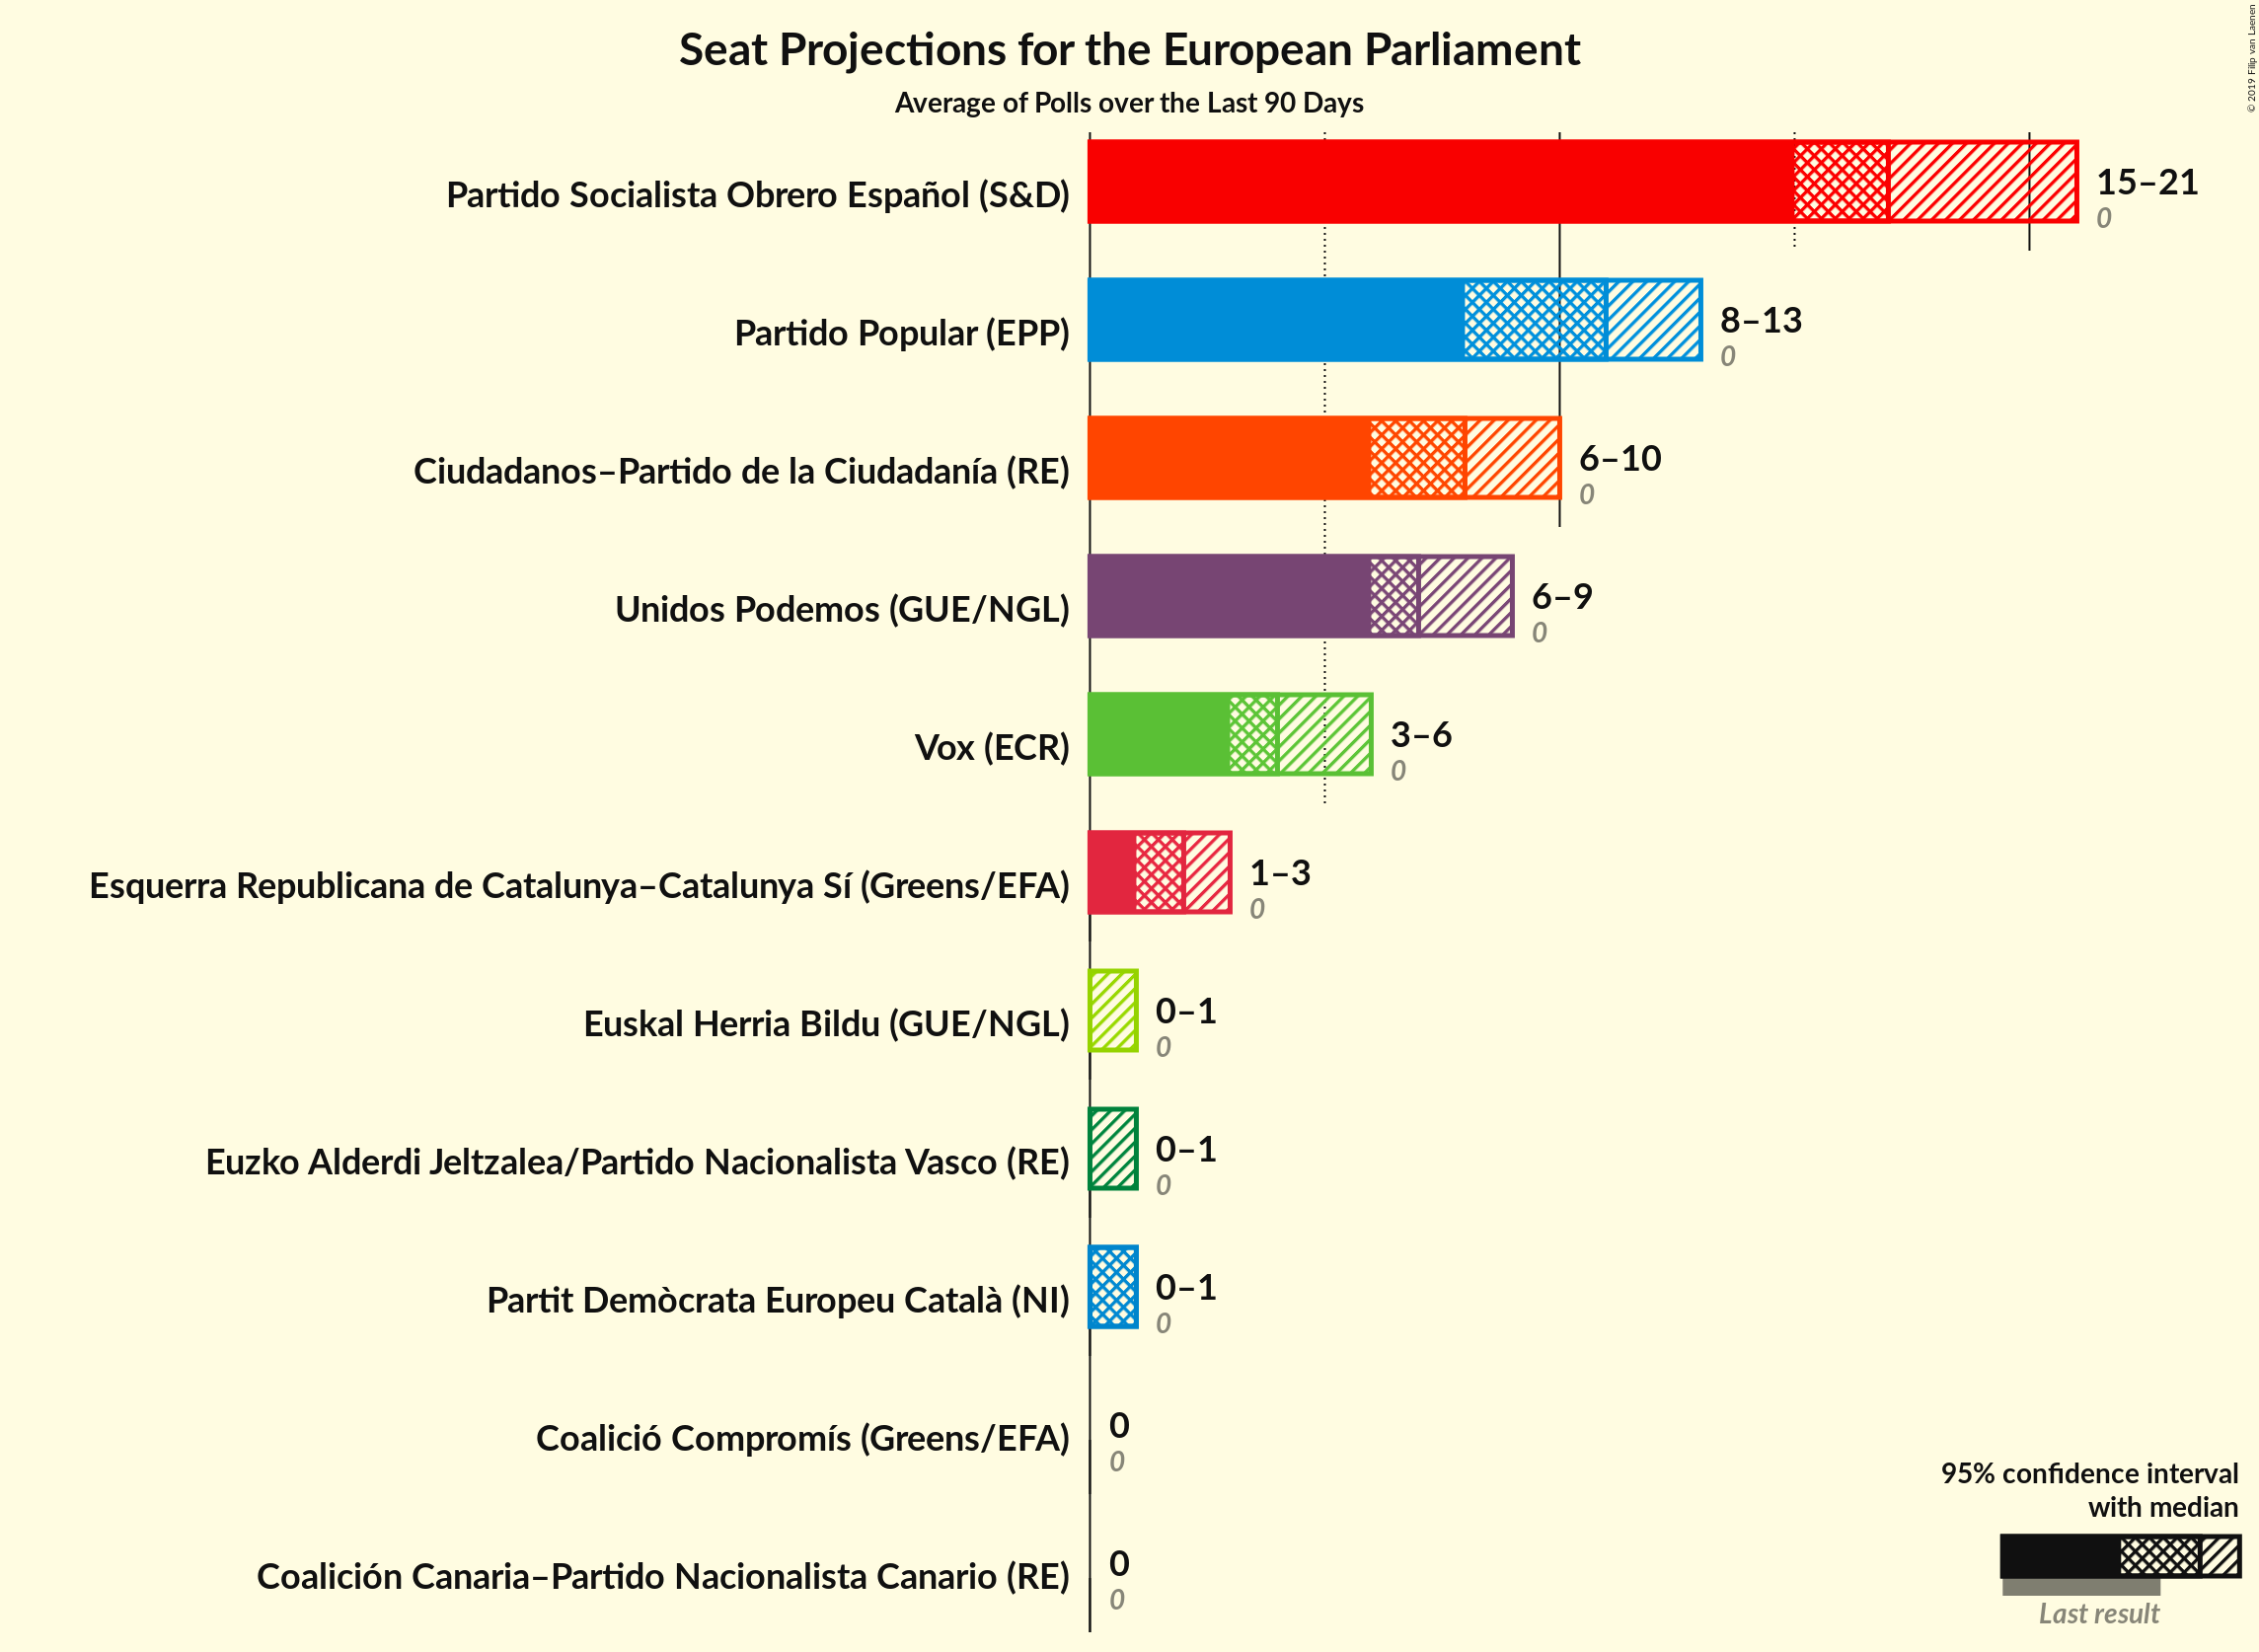 Seat Projections for the European Parliament
Average of Polls over the Last 90 Days
© 2019 Filip van Laenen
Partido Socialista Obrero Español (S&D)
15–21
0
Partido Popular (EPP)
8–13
0
Ciudadanos–Partido de la Ciudadanía (RE)
6–10
0
Unidos Podemos (GUE/NGL)
6–9
0
Vox (ECR)
3–6
0
Esquerra Republicana de Catalunya–Catalunya Sí (Greens/EFA)
1–3
0
Euskal Herria Bildu (GUE/NGL)
0–1
0
Euzko Alderdi Jeltzalea/Partido Nacionalista Vasco (RE)
0–1
0
Partit Demòcrata Europeu Català (NI)
0–1
0
Coalició Compromís (Greens/EFA)
0
0
Coalición Canaria–Partido Nacionalista Canario (RE)
0
0
95% confidence interval
with median
Last result